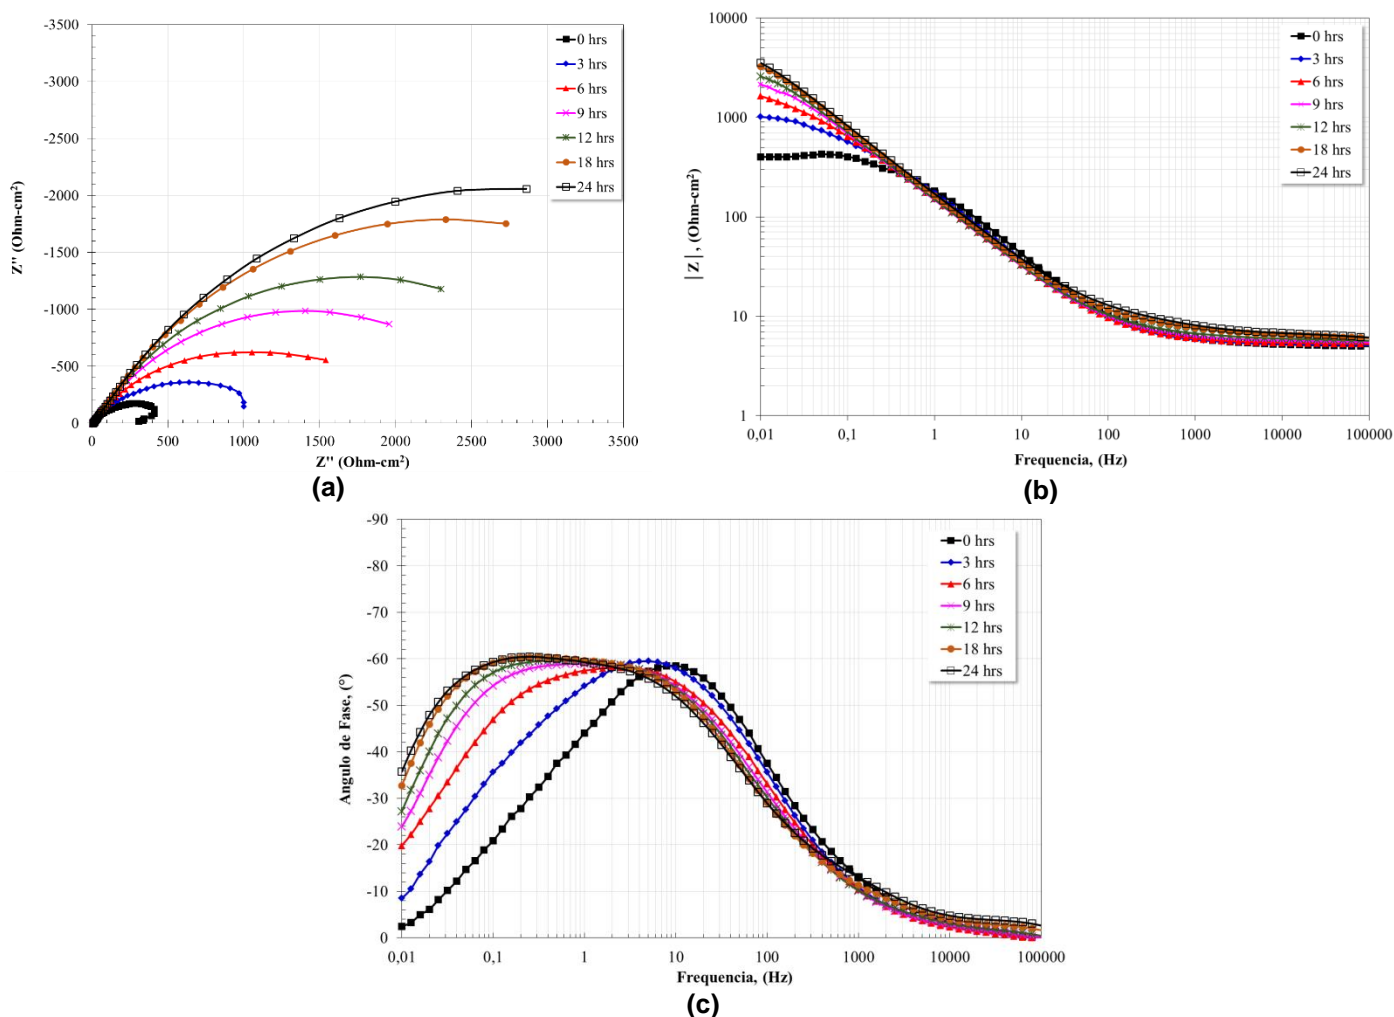 -3500
-3000
-2500
-2000
-1500
-1000
-500
0
Z'' (Ohm-cm²)
0 500 1000 1500 2000 2500 3000 3500
Z'' (Ohm-cm²)
0 hrs
3 hrs
6 hrs
9 hrs
12 hrs
18 hrs
24 hrs
(a)
10000
1000
100
10
1
|Z|, (Ohm-cm²)
0,01 0,1 1 10 100 1000 10000 100000
Frequencia, (Hz)
0 hrs
3 hrs
6 hrs
9 hrs
12 hrs
18 hrs
24 hrs
(b)
-90
-80
-70
-60
-50
-40
-30
-20
-10
0
Angulo de Fase, (°)
0,01 0,1 1 10 100 1000 10000 100000
Frequencia, (Hz)
0 hrs
3 hrs
6 hrs
9 hrs
12 hrs
18 hrs
24 hrs
(c)